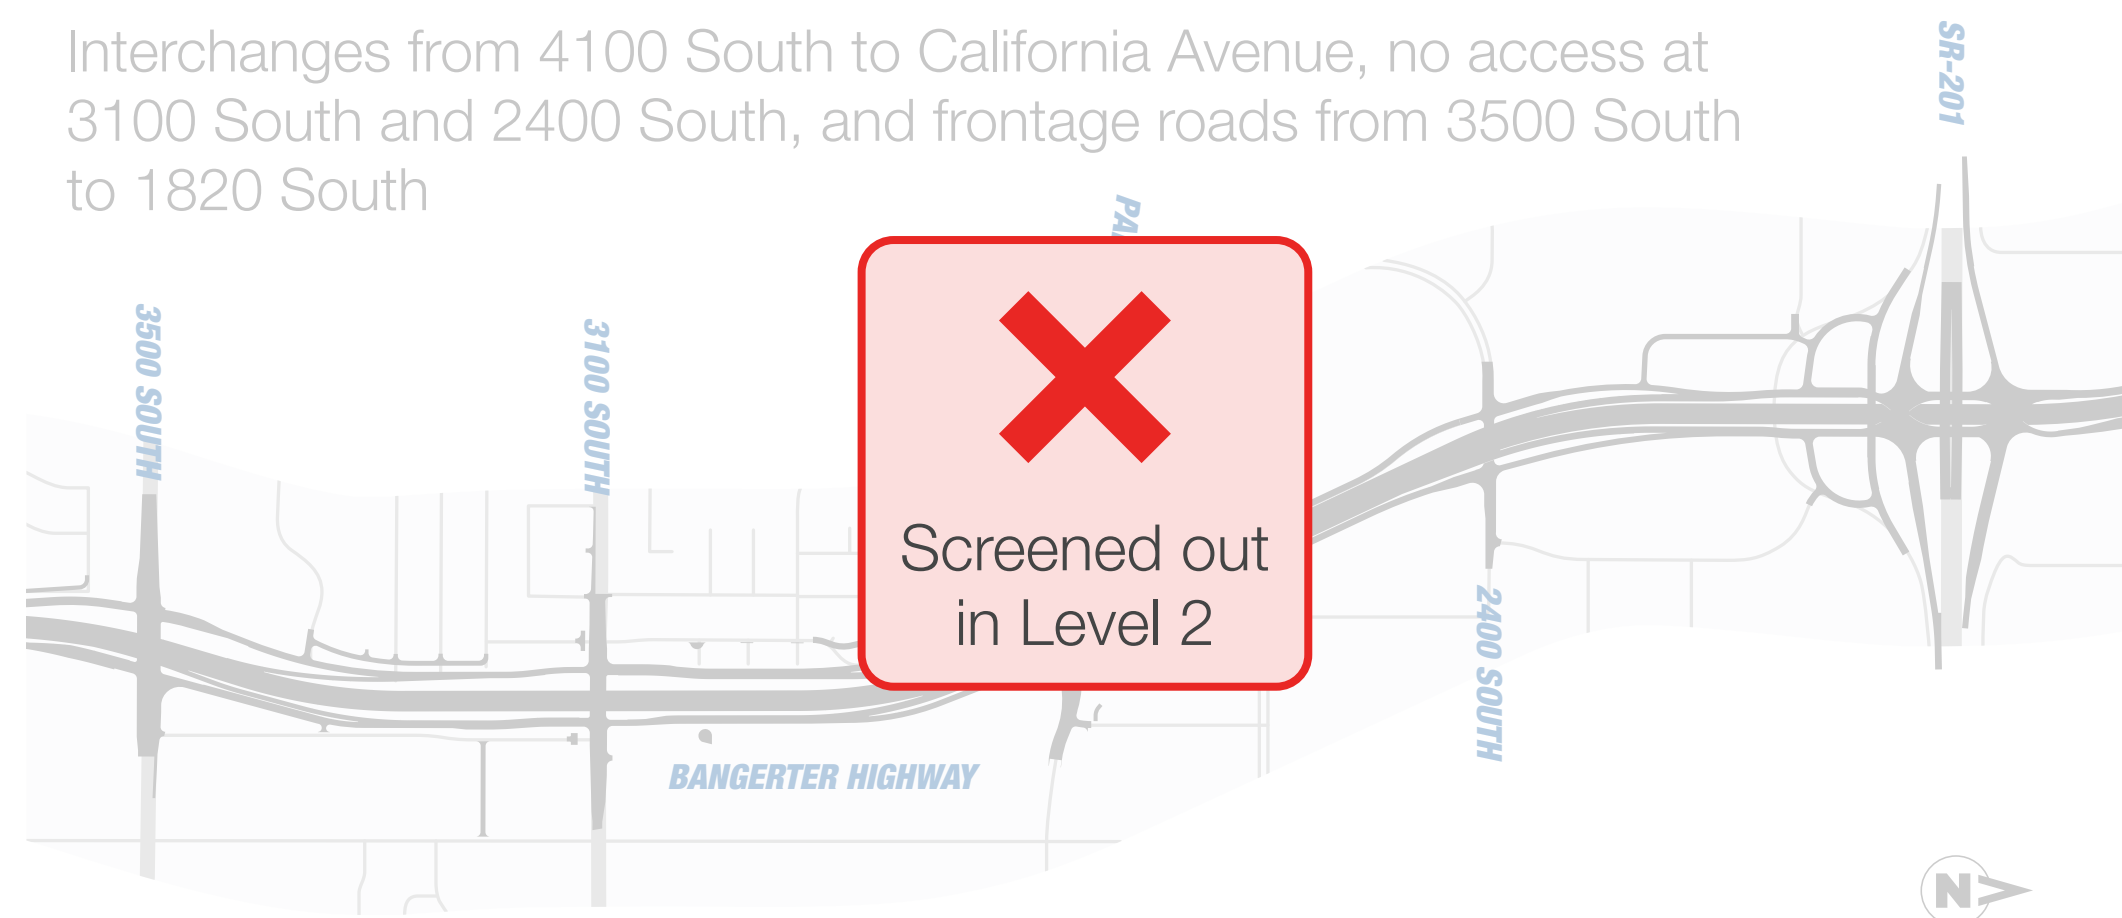 Interchanges from 4100 South to California Avenue, no access at
3100 South and 2400 South, and frontage roads from 3500 South
to 1820 South
SR-201
3500 SOUTH
3100 SOUTH
Screened out
in Level 2
2400 SOUTH
BANGERTER HIGHWAY
N